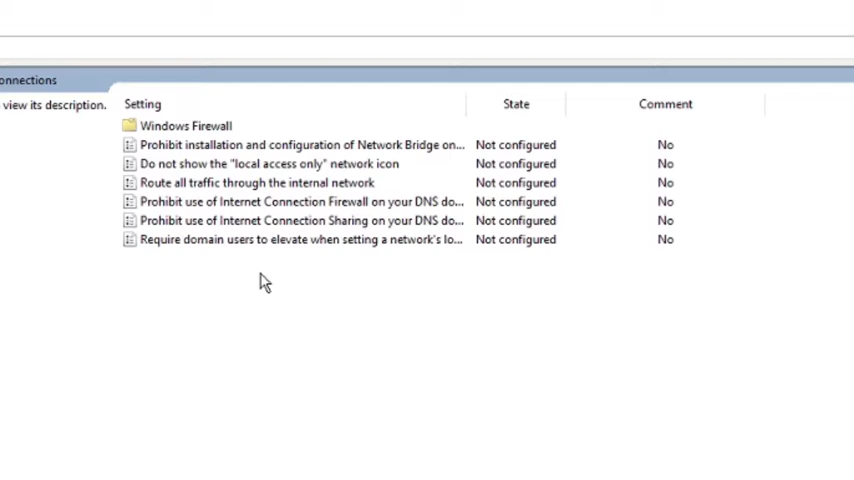 onnections
view its description.
Setting State Comment
Windows Firewall
Prohibit installation and configuration of Network Bridge on... Not configured No
Do not show the "local access only" network icon Not configured No
Route all traffic through the internal network Not configured No
Prohibit use of Internet Connection Firewall on your DNS do... Not configured No
Prohibit use of Internet Connection Sharing on your DNS do... Not configured No
Require domain users to elevate when setting a network's lo... Not configured No